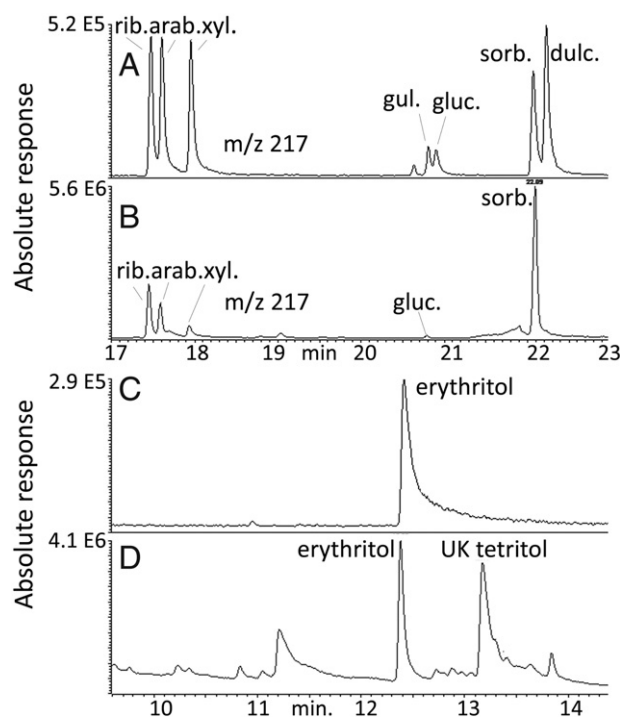 5.2 E5
rib.arab.xyl.
sorb. dulc.
A
gul. gluc.
m/z 217
5.6 E6
sorb.
B
rib.arab.xyl.
m/z 217
gluc.
17 18 19 min 20 21 22 23
Absolute response
2.9 E5
C
erythritol
4.1 E6
D
erythritol
UK tetritol
10 11 min. 12 13 14
Absolute response